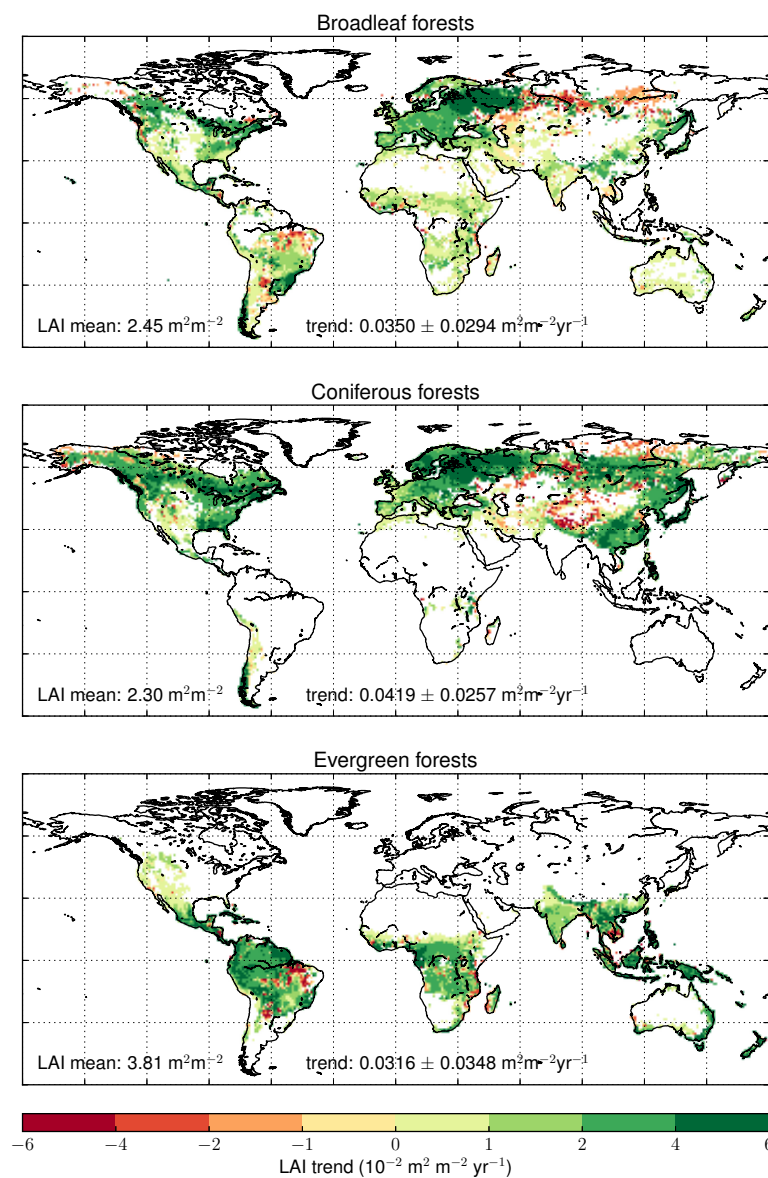 Broadleaf forests
LAI mean: 2.45 m²m⁻² trend: 0.0350 ± 0.0294 m²m⁻²yr⁻¹
Coniferous forests
LAI mean: 2.30 m²m⁻² trend: 0.0419 ± 0.0257 m²m⁻²yr⁻¹
Evergreen forests
LAI mean: 3.81 m²m⁻² trend: 0.0316 ± 0.0348 m²m⁻²yr⁻¹
−6 −4 −2 −1 0 1 2 4 6
LAI trend (10⁻² m² m⁻² yr⁻¹)